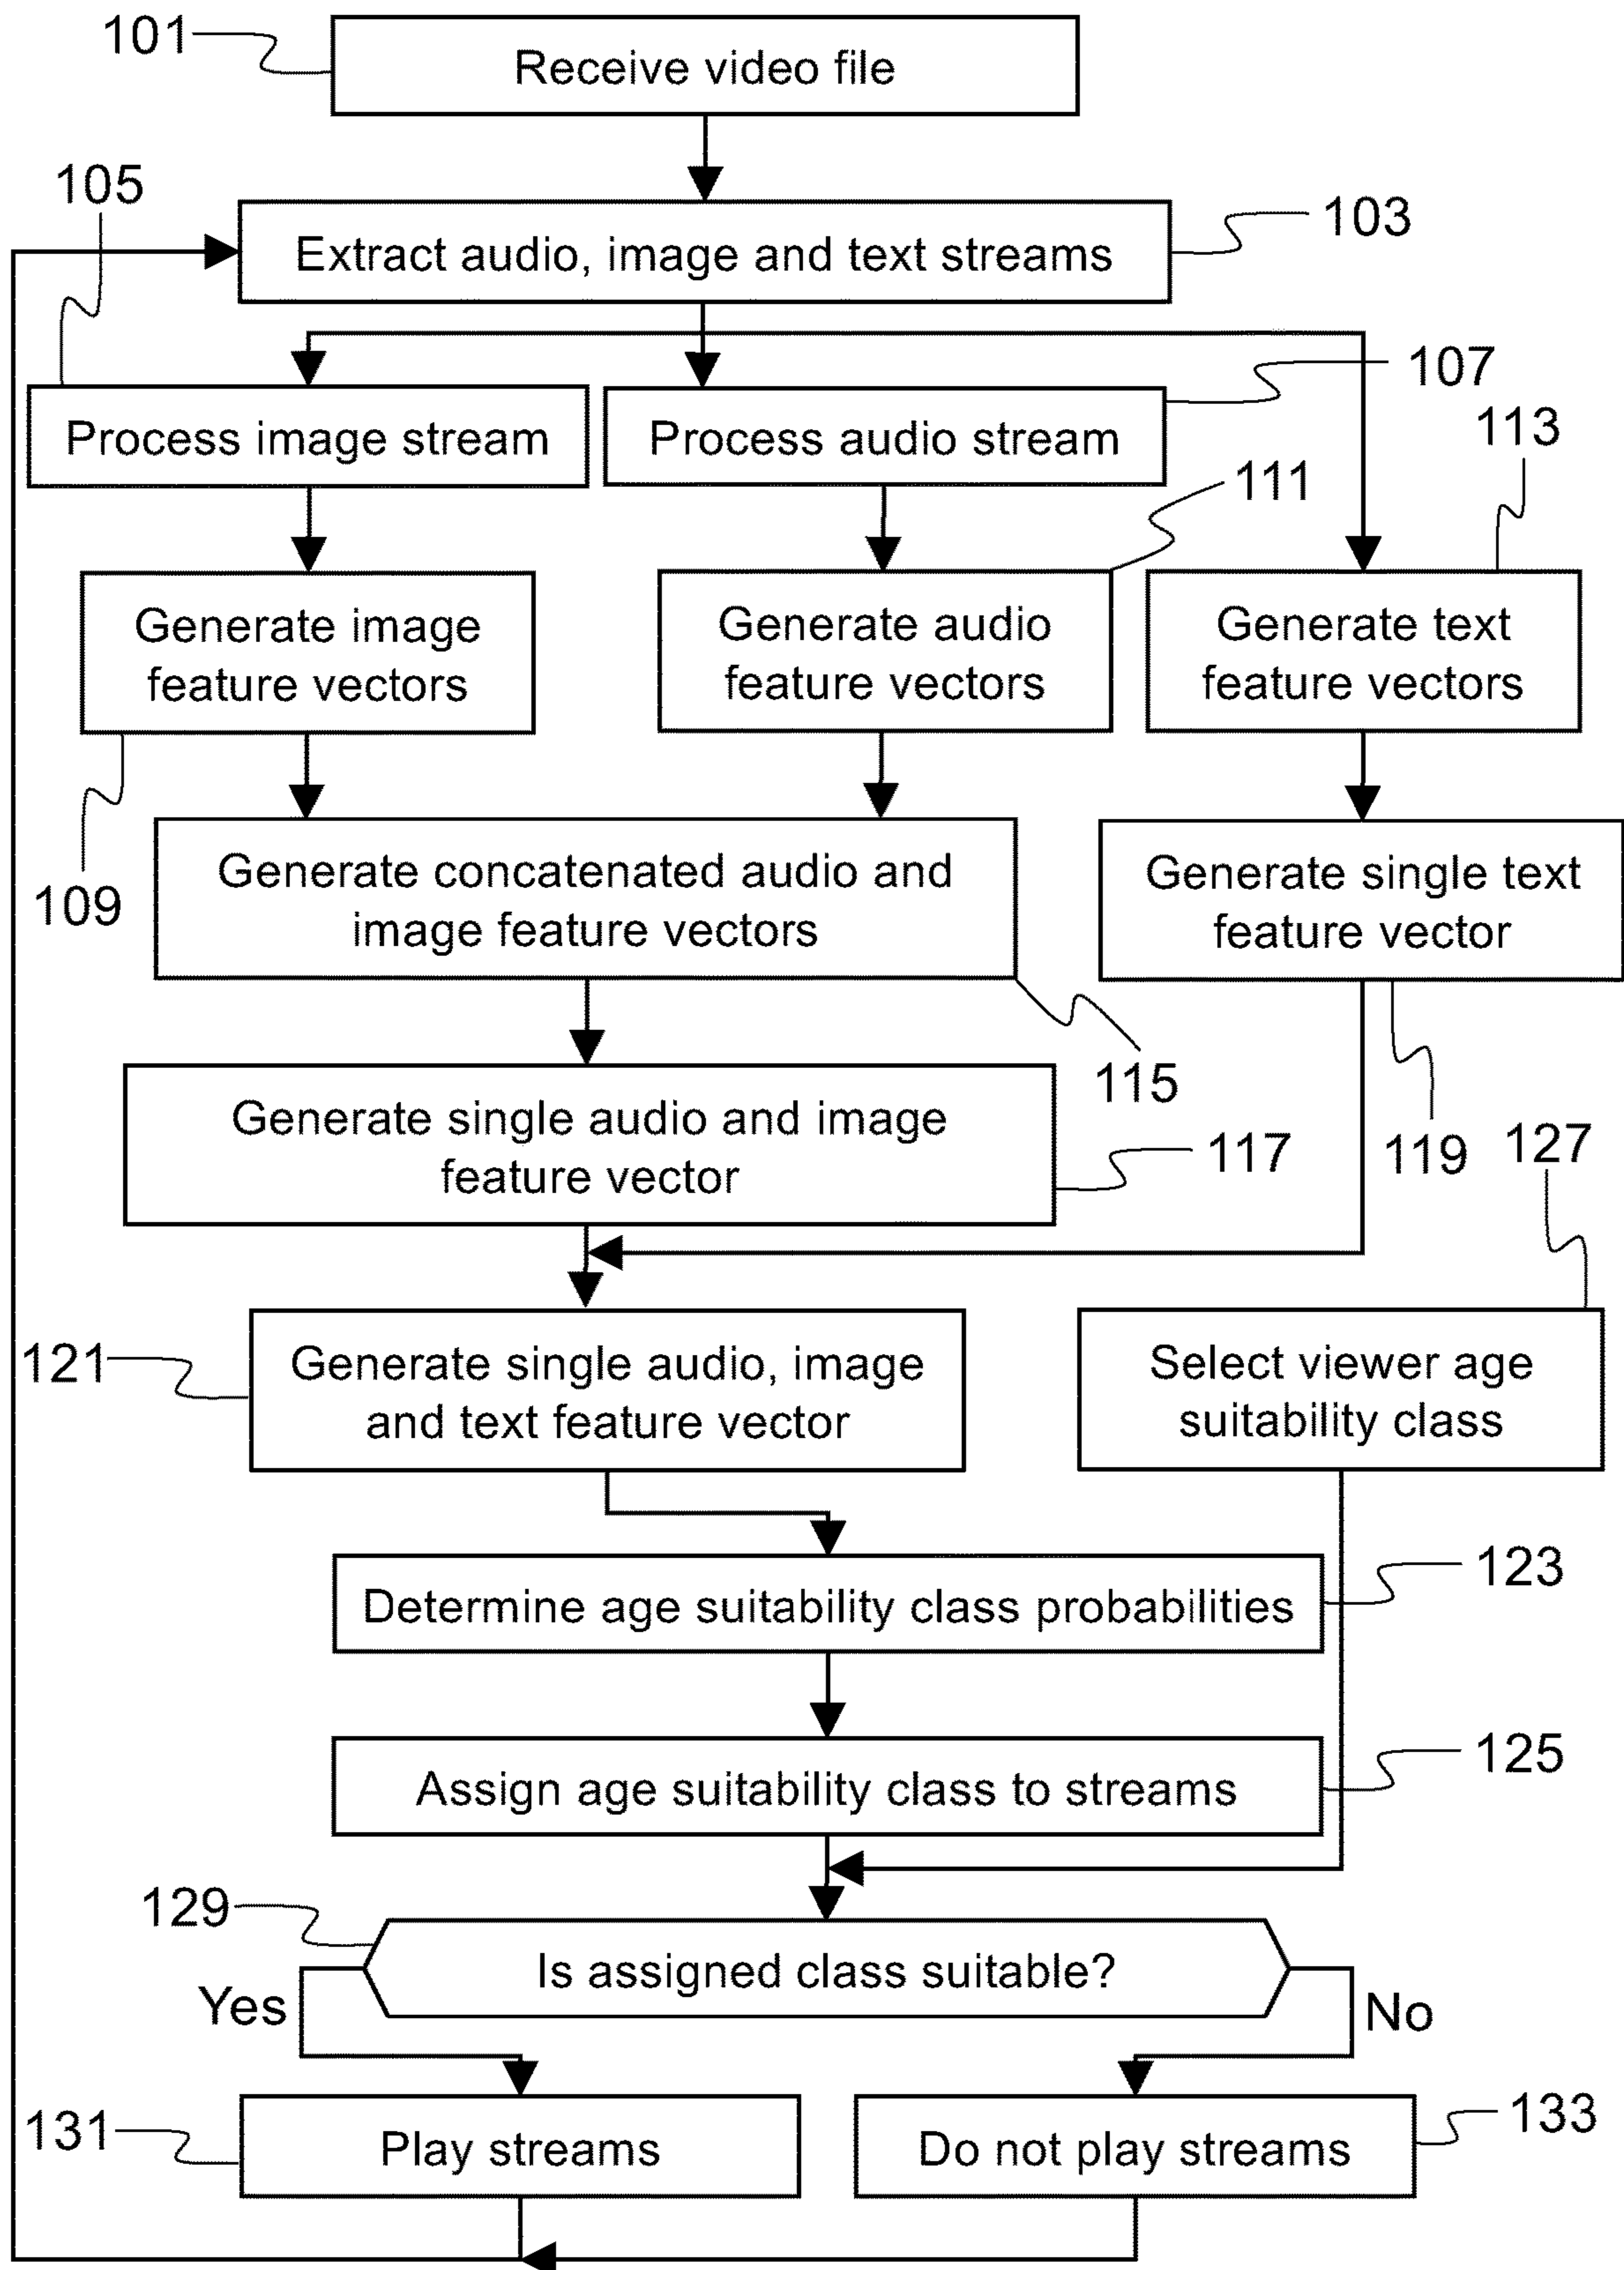 101
Receive video file
105
103
Extract audio, image and text streams
107
Process image stream
Process audio stream
113
111
Generate image
feature vectors
Generate audio
feature vectors
Generate text
feature vectors
109
Generate concatenated audio and
image feature vectors
Generate single text
feature vector
115
Generate single audio and image
feature vector
117
119
127
121
Generate single audio, image
and text feature vector
Select viewer age
suitability class
123
Determine age suitability class probabilities
125
Assign age suitability class to streams
129
Is assigned class suitable?
Yes
No
131
Play streams
Do not play streams
133